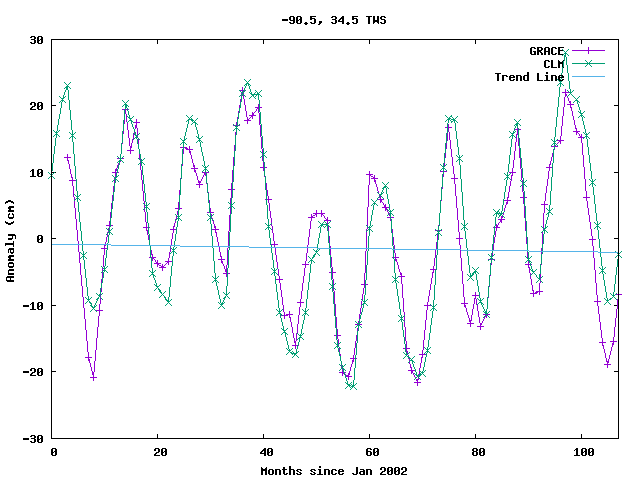 -90.5, 34.5 TWS
GRACE
CLM
Trend Line
30
20
10
0
-10
-20
-30
Anomaly (cm)
0 20 40 60 80 100
Months since Jan 2002